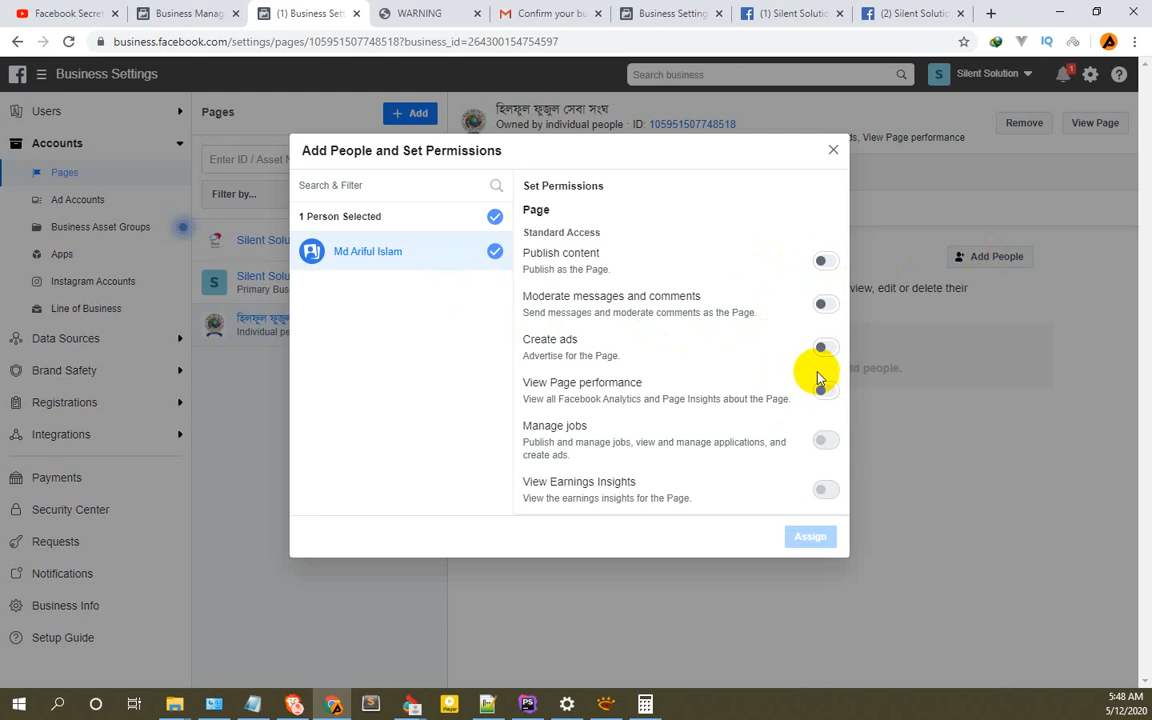 Facebook Secret
Business Manag
(1) Business Sett
WARNING
Confirm your bu
Business Setting
(1) Silent Solutio
(2) Silent Solutio
business.facebook.com/settings/pages/105951507748518?business_id=264300154754597
IQ
Business Settings
Search business
S
Silent Solution
1
Users
Accounts
Pages
Ad Accounts
Business Asset Groups
Apps
Instagram Accounts
Line of Business
Data Sources
Brand Safety
Registrations
Integrations
Payments
Security Center
Requests
Notifications
Business Info
Setup Guide
Pages
+ Add
Enter ID / Asset N
Filter by...
Silent Solu
S
Silent Solu
Primary Bus
হিলফুল ফুজু
Individual pe
হিলফুল ফুজুল সেবা সংঘ
Owned by individual people · ID: 105951507748518
ds, View Page performance
Remove
View Page
Add People
view, edit or delete their
dd people.
Add People and Set Permissions
Search & Filter
1 Person Selected
Md Ariful Islam
Set Permissions
Page
Standard Access
Publish content
Publish as the Page.
Moderate messages and comments
Send messages and moderate comments as the Page.
Create ads
Advertise for the Page.
View Page performance
View all Facebook Analytics and Page Insights about the Page.
Manage jobs
Publish and manage jobs, view and manage applications, and
create ads.
View Earnings Insights
View the earnings insights for the Page.
Assign
5:48 AM
5/12/2020